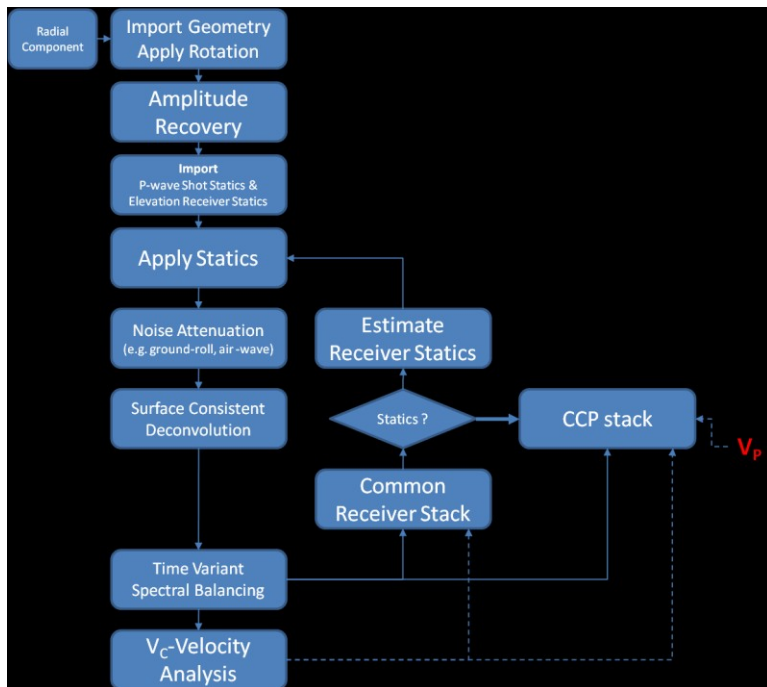 Radial
Component
Import Geometry
Apply Rotation
Amplitude
Recovery
Import
P-wave Shot Statics &
Elevation Receiver Statics
Apply Statics
Noise Attenuation
(e.g. ground-roll, air-wave)
Estimate
Receiver Statics
Surface Consistent
Deconvolution
Statics ?
CCP stack
VP
Common
Receiver Stack
Time Variant
Spectral Balancing
VC-Velocity
Analysis